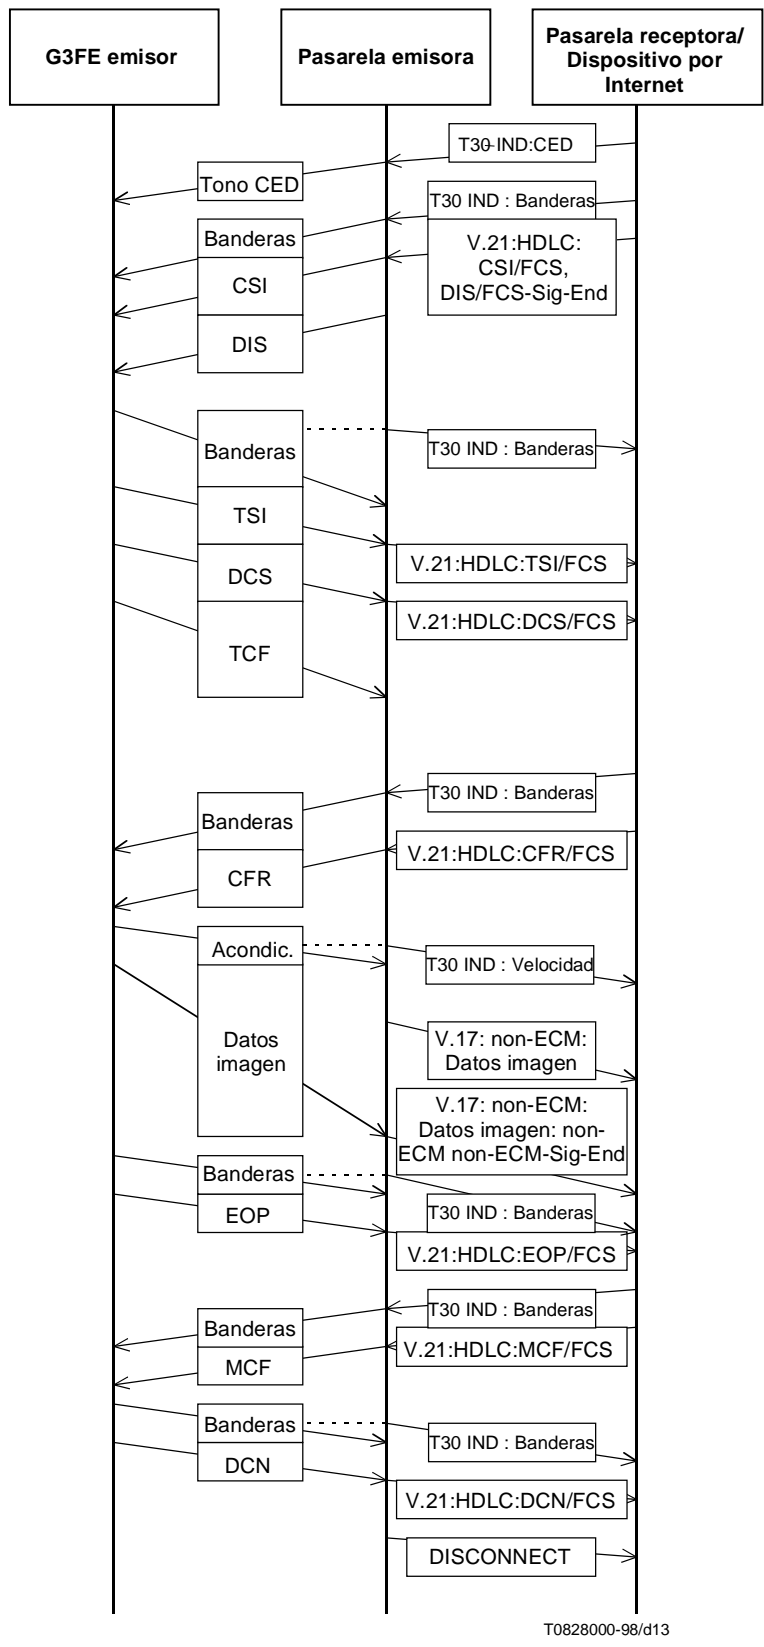 G3FE emisor
Pasarela emisora
Pasarela receptora/
Dispositivo por
Internet
T30-IND:CED
Tono CED
T30 IND : Banderas
Banderas
V.21:HDLC:
CSI/FCS,
DIS/FCS-Sig-End
CSI
DIS
Banderas
T30 IND : Banderas
TSI
V.21:HDLC:TSI/FCS
DCS
V.21:HDLC:DCS/FCS
TCF
T30 IND : Banderas
Banderas
V.21:HDLC:CFR/FCS
CFR
Acondic.
T30 IND : Velocidad
Datos
imagen
V.17: non-ECM:
Datos imagen
V.17: non-ECM:
Datos imagen: non-
ECM non-ECM-Sig-End
Banderas
T30 IND : Banderas
EOP
V.21:HDLC:EOP/FCS
T30 IND : Banderas
Banderas
V.21:HDLC:MCF/FCS
MCF
Banderas
T30 IND : Banderas
DCN
V.21:HDLC:DCN/FCS
DISCONNECT
T0828000-98/d13